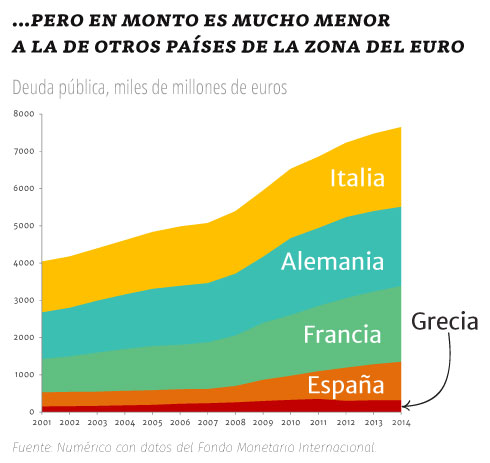 ...PERO EN MONTO ES MUCHO MENOR
A LA DE OTROS PAÍSES DE LA ZONA DEL EURO
Deuda pública, miles de millones de euros
8000
7000
6000
5000
4000
3000
2000
1000
0
Italia
Alemania
Francia
España
Grecia
2001 2002 2003 2004 2005 2006 2007 2008 2009 2010 2011 2012 2013 2014
Fuente: Numérica con datos del Fondo Monetario Internacional.